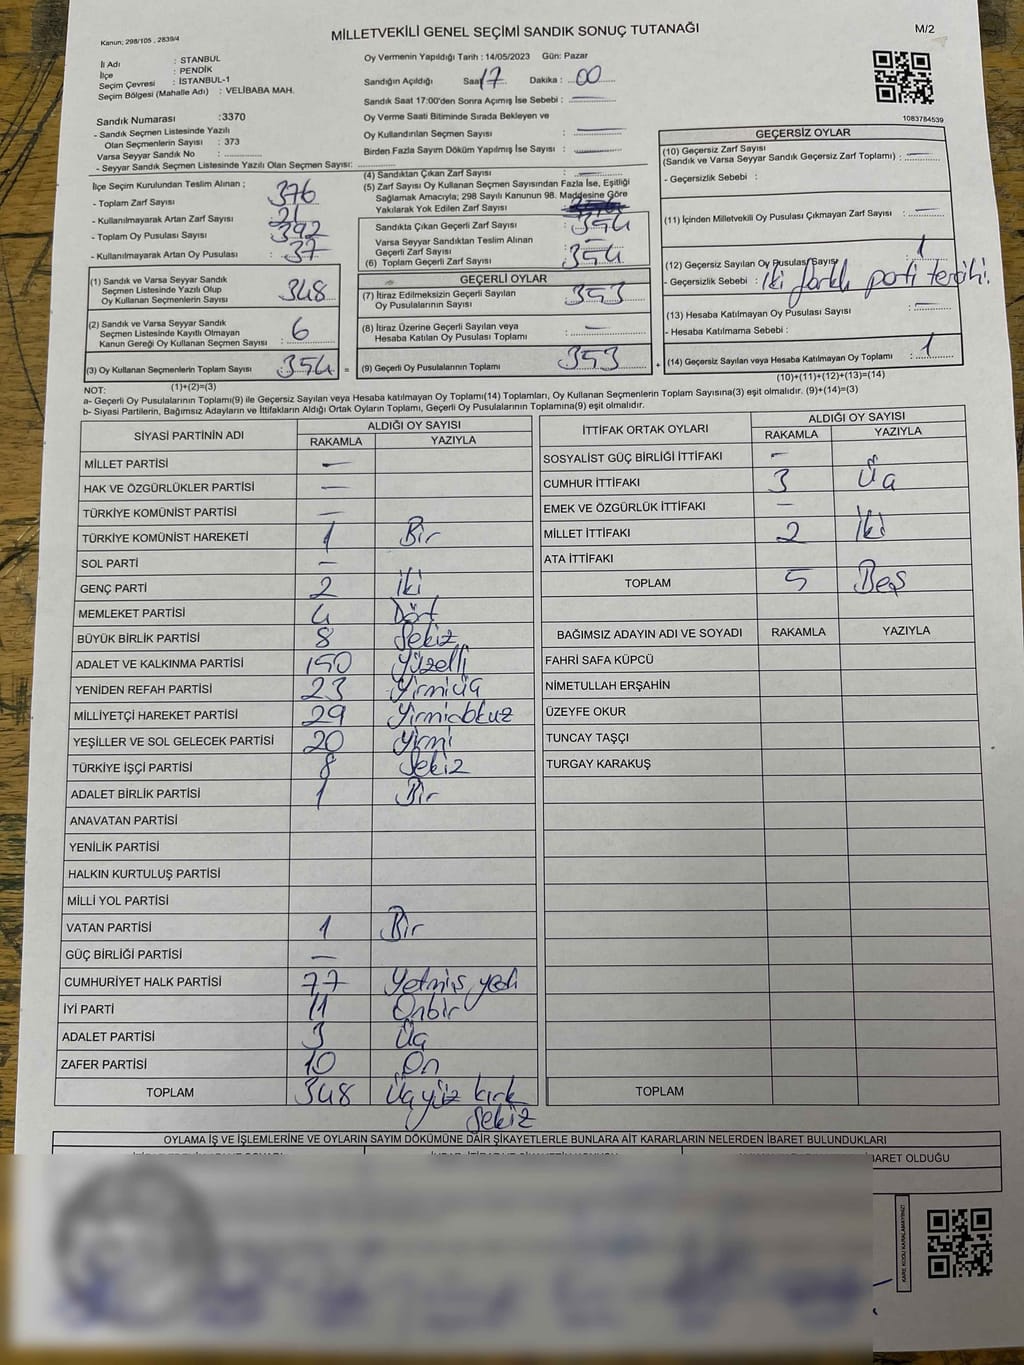 MİLLETVEKİLİ GENEL SEÇİMİ SANDIK SONUÇ TUTANAĞI
M/2
Kanun; 298/105 , 2839/4
İl Adı : STANBUL
İlçe : PENDİK
Seçim Çevresi : İSTANBUL-1
Seçim Bölgesi (Mahalle Adı) : VELİBABA MAH.
Sandık Numarası :3370
- Sandık Seçmen Listesinde Yazılı
Olan Seçmenlerin Sayısı : 373
Varsa Seyyar Sandık No :
- Seyyar Sandık Seçmen Listesinde Yazılı Olan Seçmen Sayısı:
Oy Vermenin Yapıldığı Tarih : 14/05/2023 Gün: Pazar
Sandığın Açıldığı Saat 17 Dakika : 00
Sandık Saat 17:00'den Sonra Açımış İse Sebebi : —
Oy Verme Saati Bitiminde Sırada Bekleyen ve
Oy Kullandırılan Seçmen Sayısı : —
Birden Fazla Sayım Döküm Yapılmış İse Sayısı : —
1083784539
İlçe Seçim Kurulundan Teslim Alınan ;
- Toplam Zarf Sayısı : 376
- Kullanılmayarak Artan Zarf Sayısı : 21
- Toplam Oy Pusulası Sayısı : 392
- Kullanılmayarak Artan Oy Pusulası : 37
(4) Sandıktan Çıkan Zarf Sayısı : —
(5) Zarf Sayısı Oy Kullanan Seçmen Sayısından Fazla İse, Eşitliği
Sağlamak Amacıyla; 298 Sayılı Kanunun 98. Maddesine Göre
Yakılarak Yok Edilen Zarf Sayısı :
Sandıkta Çıkan Geçerli Zarf Sayısı : 354
Varsa Seyyar Sandıktan Teslim Alınan
Geçerli Zarf Sayısı : —
(6) Toplam Geçerli Zarf Sayısı : 354
GEÇERSİZ OYLAR
(10) Geçersiz Zarf Sayısı
(Sandık ve Varsa Seyyar Sandık Geçersiz Zarf Toplamı) : —
- Geçersizlik Sebebi :
(11) İçinden Milletvekili Oy Pusulası Çıkmayan Zarf Sayısı : —
(12) Geçersiz Sayılan Oy Pusulası Sayısı : 1
- Geçersizlik Sebebi : İki farklı parti tercihi.
(13) Hesaba Katılmayan Oy Pusulası Sayısı : —
- Hesaba Katılmama Sebebi :
(14) Geçersiz Sayılan veya Hesaba Katılmayan Oy Toplamı : 1
(10)+(11)+(12)+(13)=(14)
(1) Sandık ve Varsa Seyyar Sandık
Seçmen Listesinde Yazılı Olup
Oy Kullanan Seçmenlerin Sayısı : 348
(2) Sandık ve Varsa Seyyar Sandık
Seçmen Listesinde Kayıtlı Olmayan
Kanun Gereği Oy Kullanan Seçmen Sayısı : 6
(3) Oy Kullanan Seçmenlerin Toplam Sayısı : 354 =
(1)+(2)=(3)
GEÇERLİ OYLAR
(7) İtiraz Edilmeksizin Geçerli Sayılan
Oy Pusulalarının Sayısı : 353
(8) İtiraz Üzerine Geçerli Sayılan veya
Hesaba Katılan Oy Pusulası Toplamı : —
(9) Geçerli Oy Pusulalarının Toplamı : 353 +
NOT:
a- Geçerli Oy Pusulalarının Toplamı(9) ile Geçersiz Sayılan veya Hesaba katılmayan Oy Toplamı(14) Toplamları, Oy Kullanan Seçmenlerin Toplam Sayısına(3) eşit olmalıdır. (9)+(14)=(3)
b- Siyasi Partilerin, Bağımsız Adayların ve İttifakların Aldığı Ortak Oyların Toplamı, Geçerli Oy Pusulalarının Toplamına(9) eşit olmalıdır.
SİYASİ PARTİNİN ADI ALDIĞI OY SAYISI
RAKAMLA YAZIYLA
MİLLET PARTİSİ —
HAK VE ÖZGÜRLÜKLER PARTİSİ —
TÜRKİYE KOMÜNİST PARTİSİ —
TÜRKİYE KOMÜNİST HAREKETİ 1 Bir
SOL PARTİ —
GENÇ PARTİ 2 İki
MEMLEKET PARTİSİ 4 Dört
BÜYÜK BİRLİK PARTİSİ 8 Sekiz
ADALET VE KALKINMA PARTİSİ 150 Yüzelli
YENİDEN REFAH PARTİSİ 23 Yirmiüç
MİLLİYETÇİ HAREKET PARTİSİ 29 Yirmidokuz
YEŞİLLER VE SOL GELECEK PARTİSİ 20 Yirmi
TÜRKİYE İŞÇİ PARTİSİ 8 Sekiz
ADALET BİRLİK PARTİSİ 1 Bir
ANAVATAN PARTİSİ
YENİLİK PARTİSİ
HALKIN KURTULUŞ PARTİSİ
MİLLİ YOL PARTİSİ
VATAN PARTİSİ 1 Bir
GÜÇ BİRLİĞİ PARTİSİ —
CUMHURİYET HALK PARTİSİ 77 Yetmiş yedi
İYİ PARTİ 11 Onbir
ADALET PARTİSİ 3 Üç
ZAFER PARTİSİ 10 On
TOPLAM 348 Üçyüz kırk
sekiz
İTTİFAK ORTAK OYLARI ALDIĞI OY SAYISI
RAKAMLA YAZIYLA
SOSYALİST GÜÇ BİRLİĞİ İTTİFAKI —
CUMHUR İTTİFAKI 3 Üç
EMEK VE ÖZGÜRLÜK İTTİFAKI —
MİLLET İTTİFAKI 2 İki
ATA İTTİFAKI
TOPLAM 5 Beş
BAĞIMSIZ ADAYIN ADI VE SOYADI RAKAMLA YAZIYLA
FAHRİ SAFA KÜPCÜ
NİMETULLAH ERŞAHİN
ÜZEYFE OKUR
TUNCAY TAŞÇI
TURGAY KARAKUŞ
TOPLAM
OYLAMA İŞ VE İŞLEMLERİNE VE OYLARIN SAYIM DÖKÜMÜNE DAİR ŞİKAYETLERLE BUNLARA AİT KARARLARIN NELERDEN İBARET BULUNDUKLARI
İBARET OLDUĞU
KARE KODU KARALAMAYINIZ!